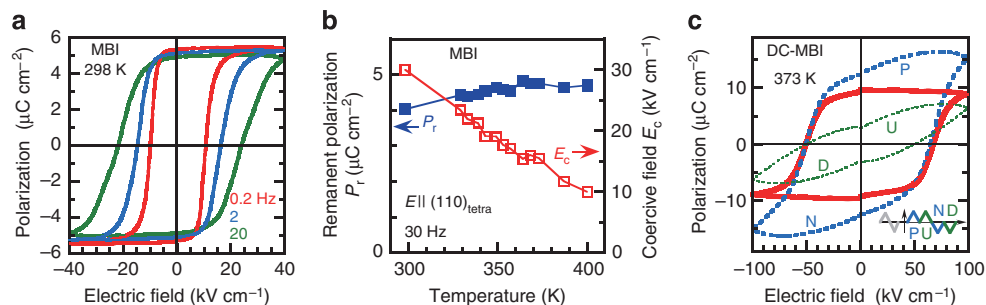 a
MBI
298 K
0.2 Hz
2
20
Polarization (μC cm−2)
6
4
2
0
−2
−4
−6
−40
−20
0
20
40
Electric field (kV cm−1)
b
MBI
Pr
Ec
E|| (110)tetra
30 Hz
Remanent polarization
Pr (μC cm−2)
5
0
Coercive field Ec (kV cm−1)
30
20
10
0
300
350
400
Temperature (K)
c
DC-MBI
373 K
P
U
D
N
N D
P U
Polarization (μC cm−2)
10
0
−10
−100
−50
0
50
100
Electric field (kV cm−1)